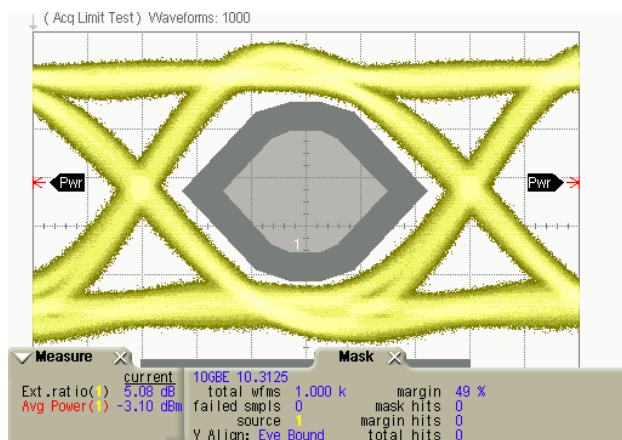 ( Acq Limit Test ) Waveforms: 1000
Pwr
Pwr
1
Measure
Mask
current
Ext.ratio(1) 5.08 dB
Avg Power(1) -3.10 dBm
10GBE 10.3125
total wfms 1.000 k margin 49 %
failed smpls 0 mask hits 0
source 1 margin hits 0
Y Align: Eye Bound total hits 0